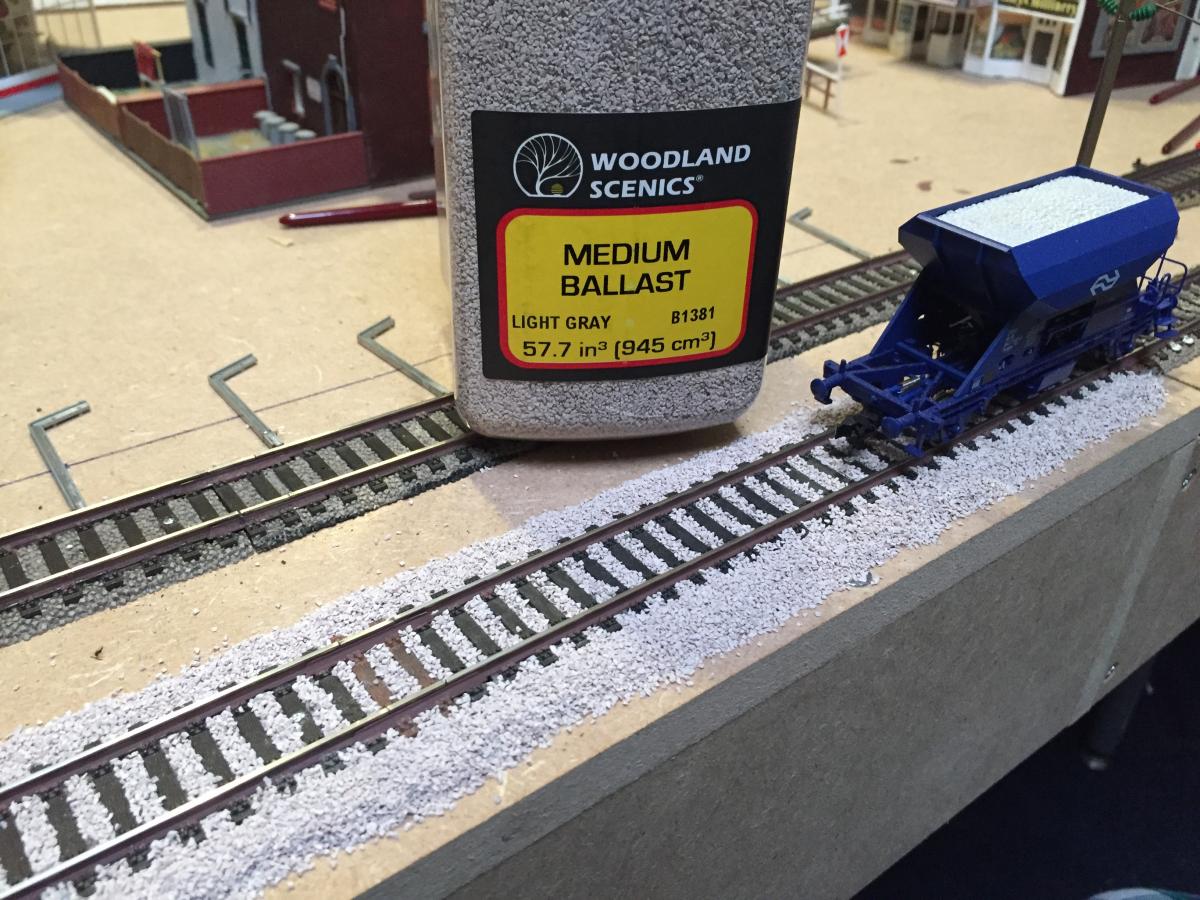 WOODLAND
SCENICS®
MEDIUM
BALLAST
LIGHT GRAY B1381
57.7 in³ (945 cm³)